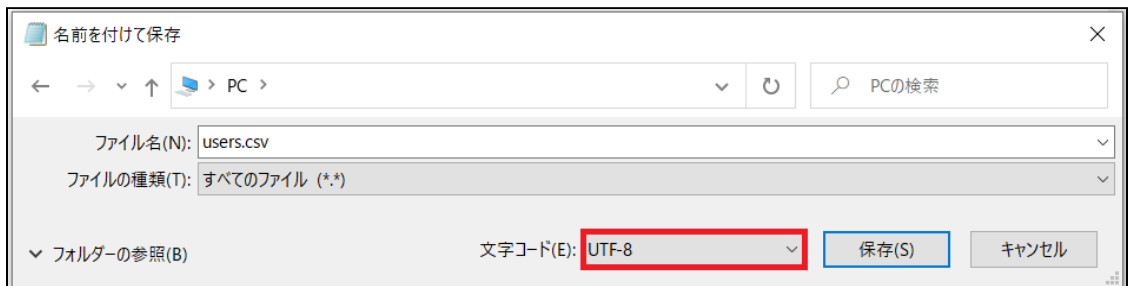 名前を付けて保存
PC PCの検索
ファイル名(N): users.csv
ファイルの種類(T): すべてのファイル (*.*)
フォルダーの参照(B) 文字コード(E): UTF-8 保存(S) キャンセル